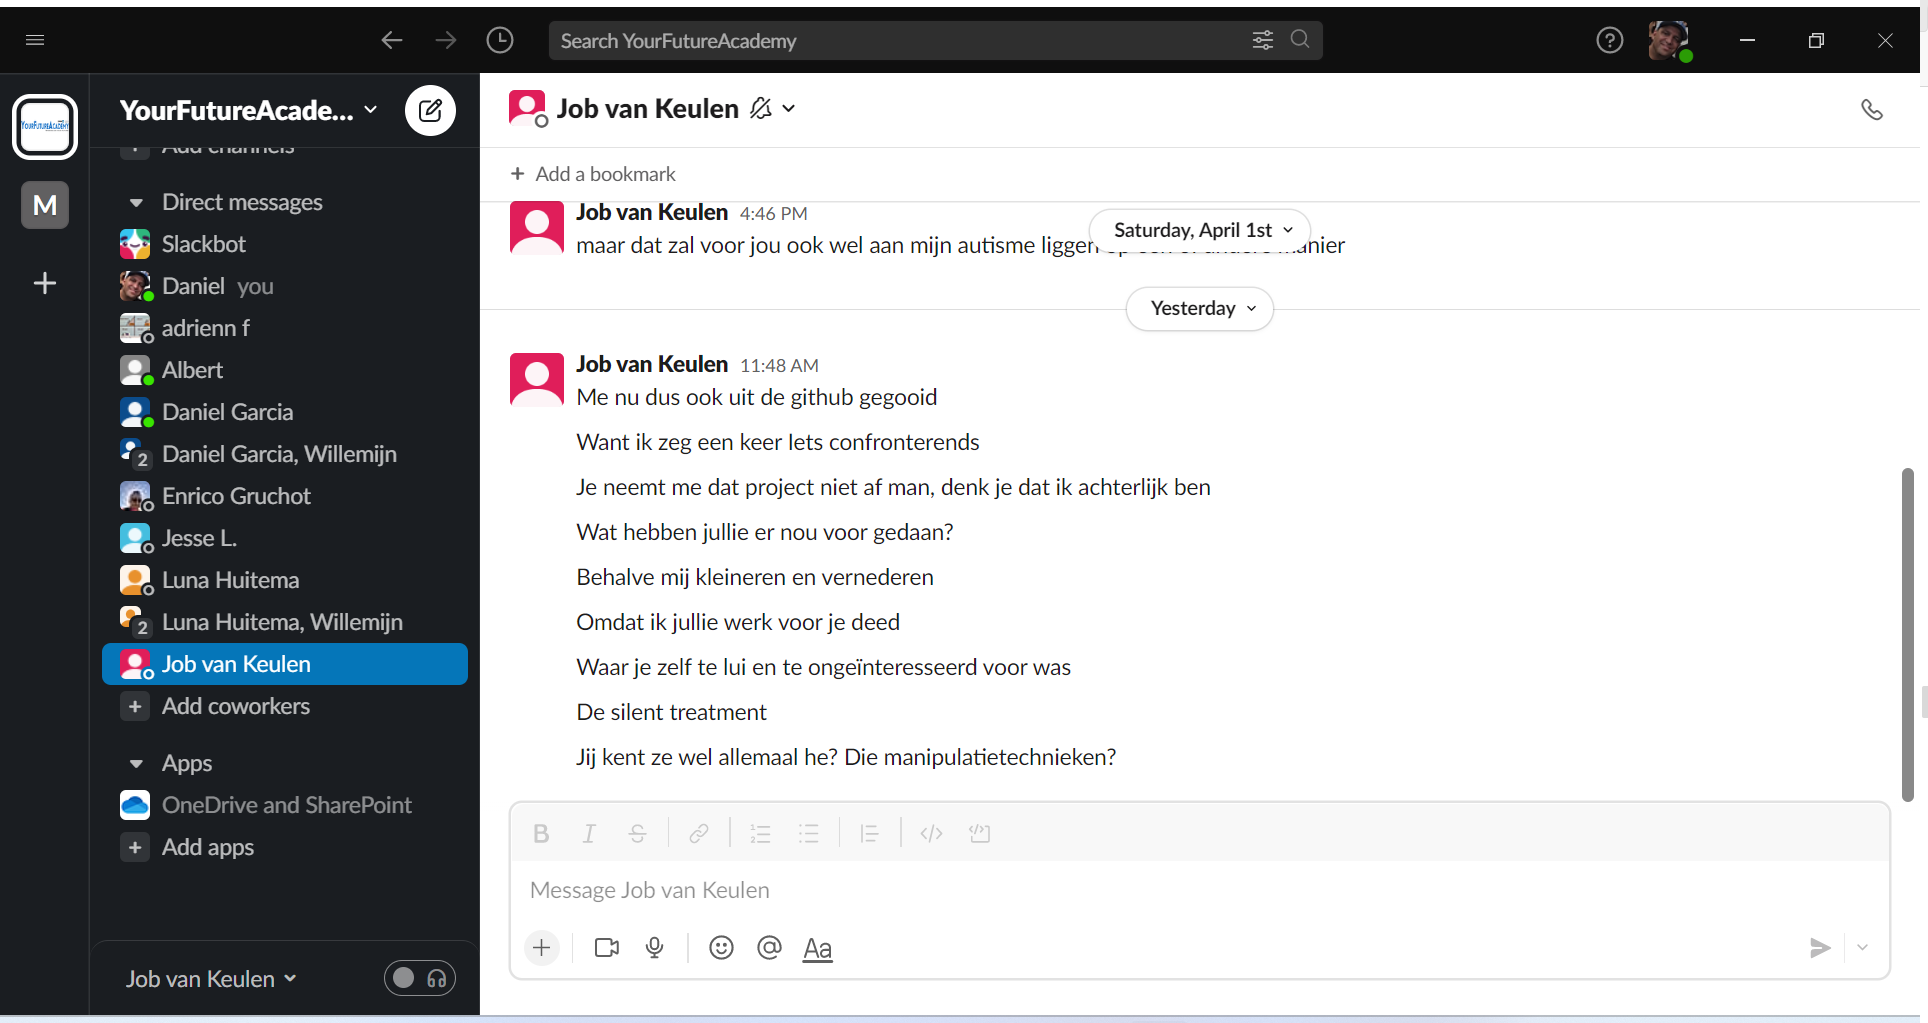 Search YourFutureAcademy
YourFutureAcade...
YourFutureAcademy
M
Add channels
Direct messages
Slackbot
Daniel you
adrienn f
Albert
Daniel Garcia
2 Daniel Garcia, Willemijn
Enrico Gruchot
Jesse L.
Luna Huitema
2 Luna Huitema, Willemijn
Job van Keulen
Add coworkers
Apps
OneDrive and SharePoint
Add apps
Job van Keulen
Job van Keulen
Add a bookmark
Job van Keulen 4:46 PM
Saturday, April 1st
maar dat zal voor jou ook wel aan mijn autisme liggen op een of andere manier
Yesterday
Job van Keulen 11:48 AM
Me nu dus ook uit de github gegooid
Want ik zeg een keer Iets confronterends
Je neemt me dat project niet af man, denk je dat ik achterlijk ben
Wat hebben jullie er nou voor gedaan?
Behalve mij kleineren en vernederen
Omdat ik jullie werk voor je deed
Waar je zelf te lui en te ongeïnteresseerd voor was
De silent treatment
Jij kent ze wel allemaal he? Die manipulatietechnieken?
B I S
Message Job van Keulen
Aa